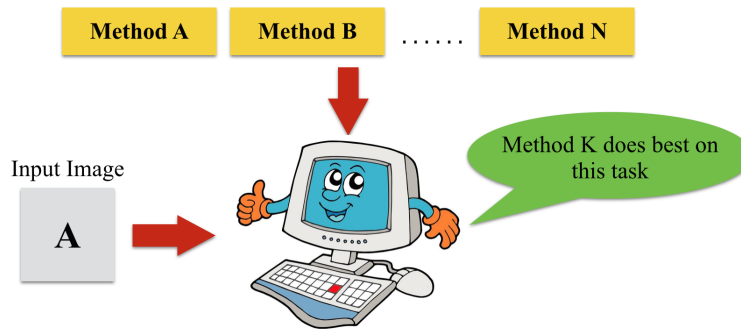 Method A
Method B
......
Method N
Input Image
A
Method K does best on
this task